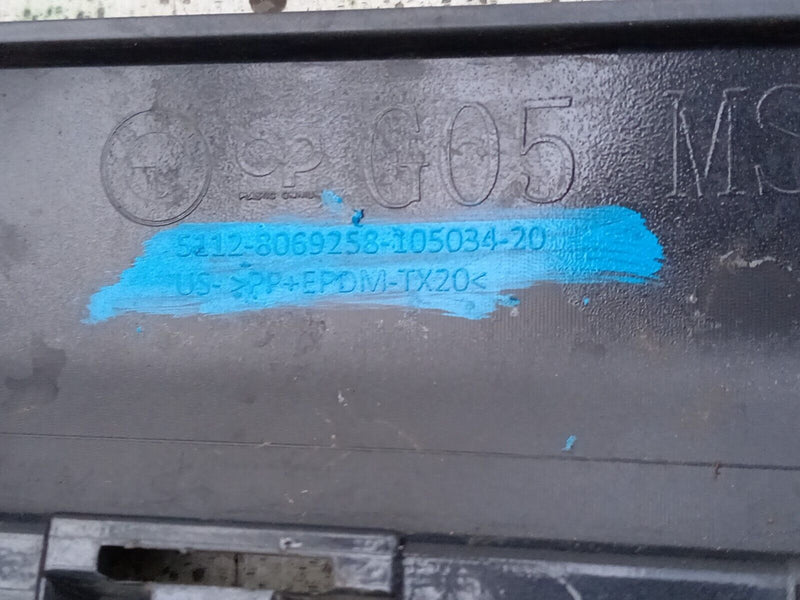 G05 MS
5112-8069258-105034-20
US- >PP+EPDM-TX20<